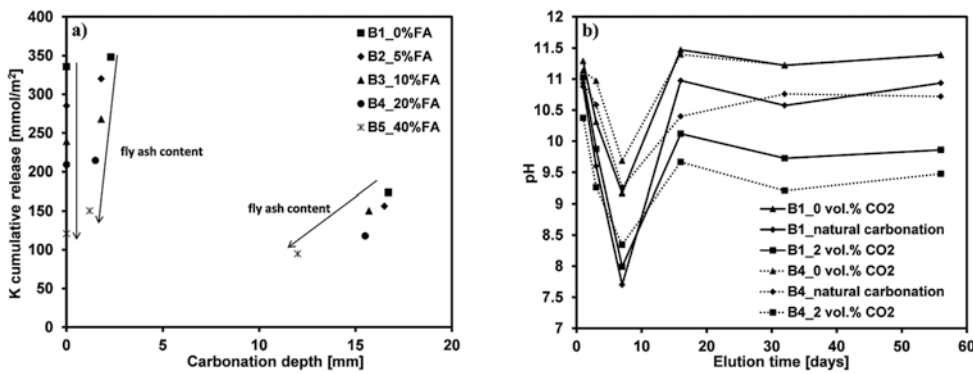 a)
K cumulative release [mmol/m²]
400
350
300
250
200
150
100
50
0
0
5
10
15
20
Carbonation depth [mm]
B1_0%FA
B2_5%FA
B3_10%FA
B4_20%FA
B5_40%FA
fly ash content
fly ash content
b)
pH
12
11.5
11
10.5
10
9.5
9
8.5
8
7.5
7
0
10
20
30
40
50
60
Elution time [days]
B1_0 vol.% CO2
B1_natural carbonation
B1_2 vol.% CO2
B4_0 vol.% CO2
B4_natural carbonation
B4_2 vol.% CO2